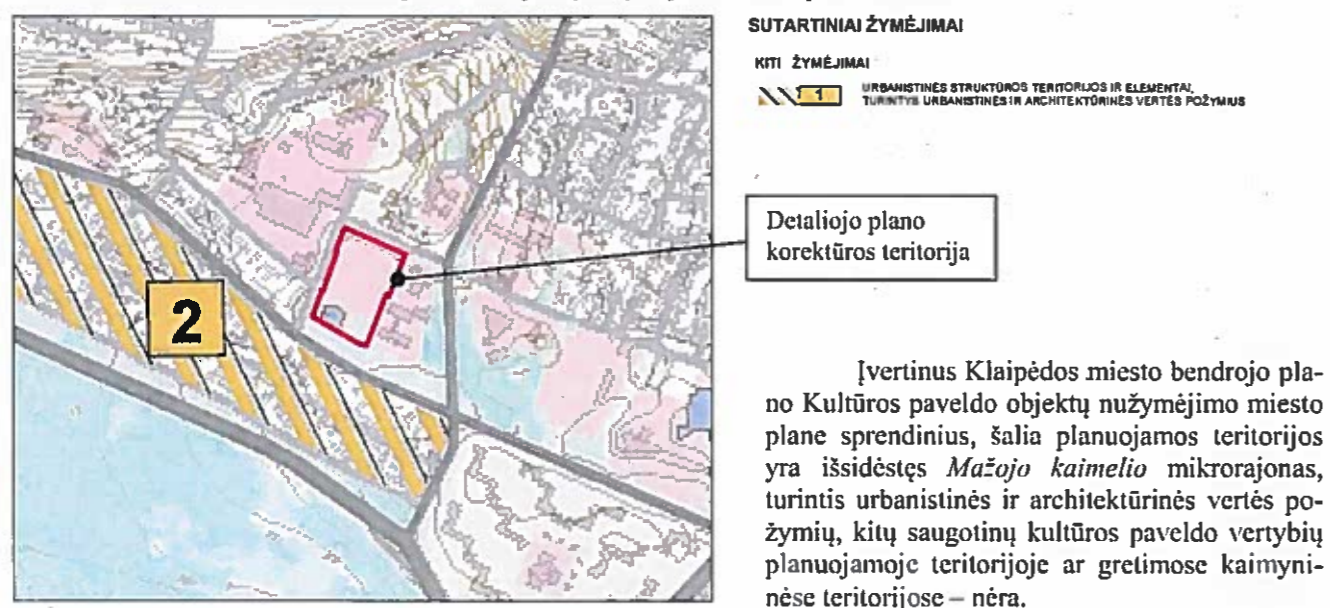 SUTARTINIAI ŽYMĖJIMAI
KITI ŽYMĖJIMAI
1
URBANISTINĖS STRUKTŪROS TERITORIJOS IR ELEMENTAI,
TURINTYS URBANISTINĖS IR ARCHITEKTŪRINĖS VERTĖS POŽYMIUS
2
Detaliojo plano
korektūros teritorija
Įvertinus Klaipėdos miesto bendrojo pla-
no Kultūros paveldo objektų nužymėjimo miesto
plane sprendinius, šalia planuojamos teritorijos
yra išsidėstęs Mažojo kaimelio mikrorajonas,
turintis urbanistinės ir architektūrinės vertės po-
žymių, kitų saugotinų kultūros paveldo vertybių
planuojamoje teritorijoje ar gretimose kaimyni-
nėse teritorijose – nėra.